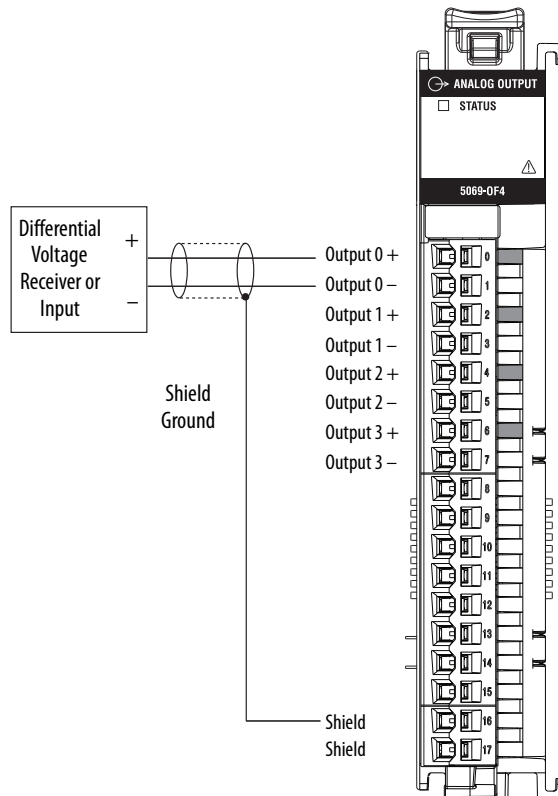 ANALOG OUTPUT
STATUS
5069-OF4
Differential
Voltage
Receiver or
Input
+
–
Shield
Ground
Output 0 +
Output 0 –
Output 1 +
Output 1 –
Output 2 +
Output 2 –
Output 3 +
Output 3 –
Shield
Shield
0
1
2
3
4
5
6
7
8
9
10
11
12
13
14
15
16
17